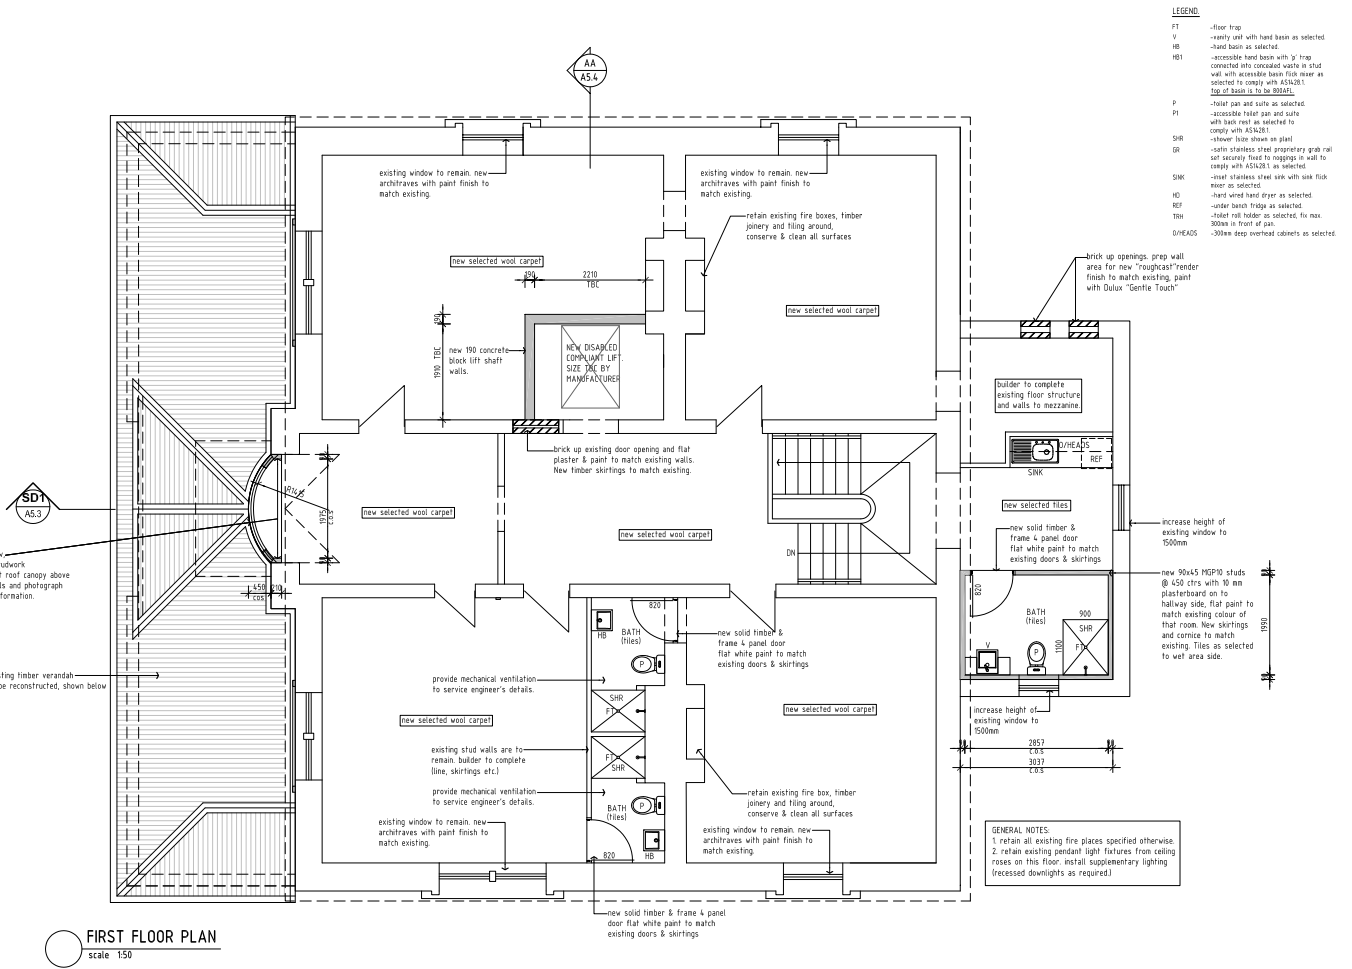 LEGEND.
FT -floor trap
V -vanity unit with hand basin as selected.
HB -hand basin as selected.
HB1 -accessible hand basin with 'p' trap
connected into concealed waste in stud
wall with accessible basin flick mixer as
selected to comply with AS1428.1.
top of basin is to be 800AFL.
P -toilet pan and suite as selected.
P1 -accessible toilet pan and suite
with back rest as selected to
comply with AS1428.1.
SHR -shower (size shown on plan)
GR -satin stainless steel proprietary grab rail
set securely fixed to noggings in wall to
comply with AS1428.1. as selected.
SINK -inset stainless steel sink with sink flick
mixer as selected.
HD -hard wired hand dryer as selected.
REF -under bench fridge as selected.
TRH -toilet roll holder as selected, fix max.
300mm in front of pan.
O/HEADS -300mm deep overhead cabinets as selected.
AA
A5.4
existing window to remain. new
architraves with paint finish to
match existing.
existing window to remain. new
architraves with paint finish to
match existing.
retain existing fire boxes, timber
joinery and tiling around,
conserve & clean all surfaces
new selected wool carpet
190
2210
TBC
new selected wool carpet
brick up openings. prep wall
area for new "roughcast"render
finish to match existing, paint
with Dulux "Gentle Touch"
190
1910 TBC
new 190 concrete
block lift shaft
walls.
NEW DISABLED
COMPLIANT LIFT.
SIZE TBC BY
MANUFACTURER
builder to complete
existing floor structure
and walls to mezzanine.
brick up existing door opening and flat
plaster & paint to match existing walls.
New timber skirtings to match existing.
O/HEADS
REF
SINK
SD1
A5.3
R1415
1975
c.o.s
new selected wool carpet
new selected wool carpet
DN
new selected tiles
new solid timber &
frame 4 panel door
flat white paint to match
existing doors & skirtings
increase height of
existing window to
1500mm
udwork
t roof canopy above
ls and photograph
formation.
450
210
cos
820
HB
BATH
(tiles)
P
new solid timber &
frame 4 panel door
flat white paint to match
existing doors & skirtings
820
BATH
(tiles)
900
SHR
1100
FT
V
P
new 90x45 MGP10 studs
@ 450 ctrs with 10 mm
plasterboard on to
hallway side, flat paint to
match existing colour of
that room. New skirtings
and cornice to match
existing. Tiles as selected
to wet area side.
1990
sting timber verandah
be reconstructed, shown below
provide mechanical ventilation
to service engineer's details.
SHR
FT
new selected wool carpet
new selected wool carpet
increase height of
existing window to
1500mm
existing stud walls are to
remain. builder to complete
(line, skirtings etc.)
FT
SHR
2857
c.o.s
3037
c.o.s
provide mechanical ventilation
to service engineer's details.
BATH
(tiles)
P
retain existing fire box, timber
joinery and tiling around,
conserve & clean all surfaces
existing window to remain. new
architraves with paint finish to
match existing.
820
HB
existing window to remain. new
architraves with paint finish to
match existing.
GENERAL NOTES:
1. retain all existing fire places specified otherwise.
2. retain existing pendant light fixtures from ceiling
roses on this floor. install supplementary lighting
(recessed downlights as required.)
new solid timber & frame 4 panel
door flat white paint to match
existing doors & skirtings
FIRST FLOOR PLAN
scale 1:50